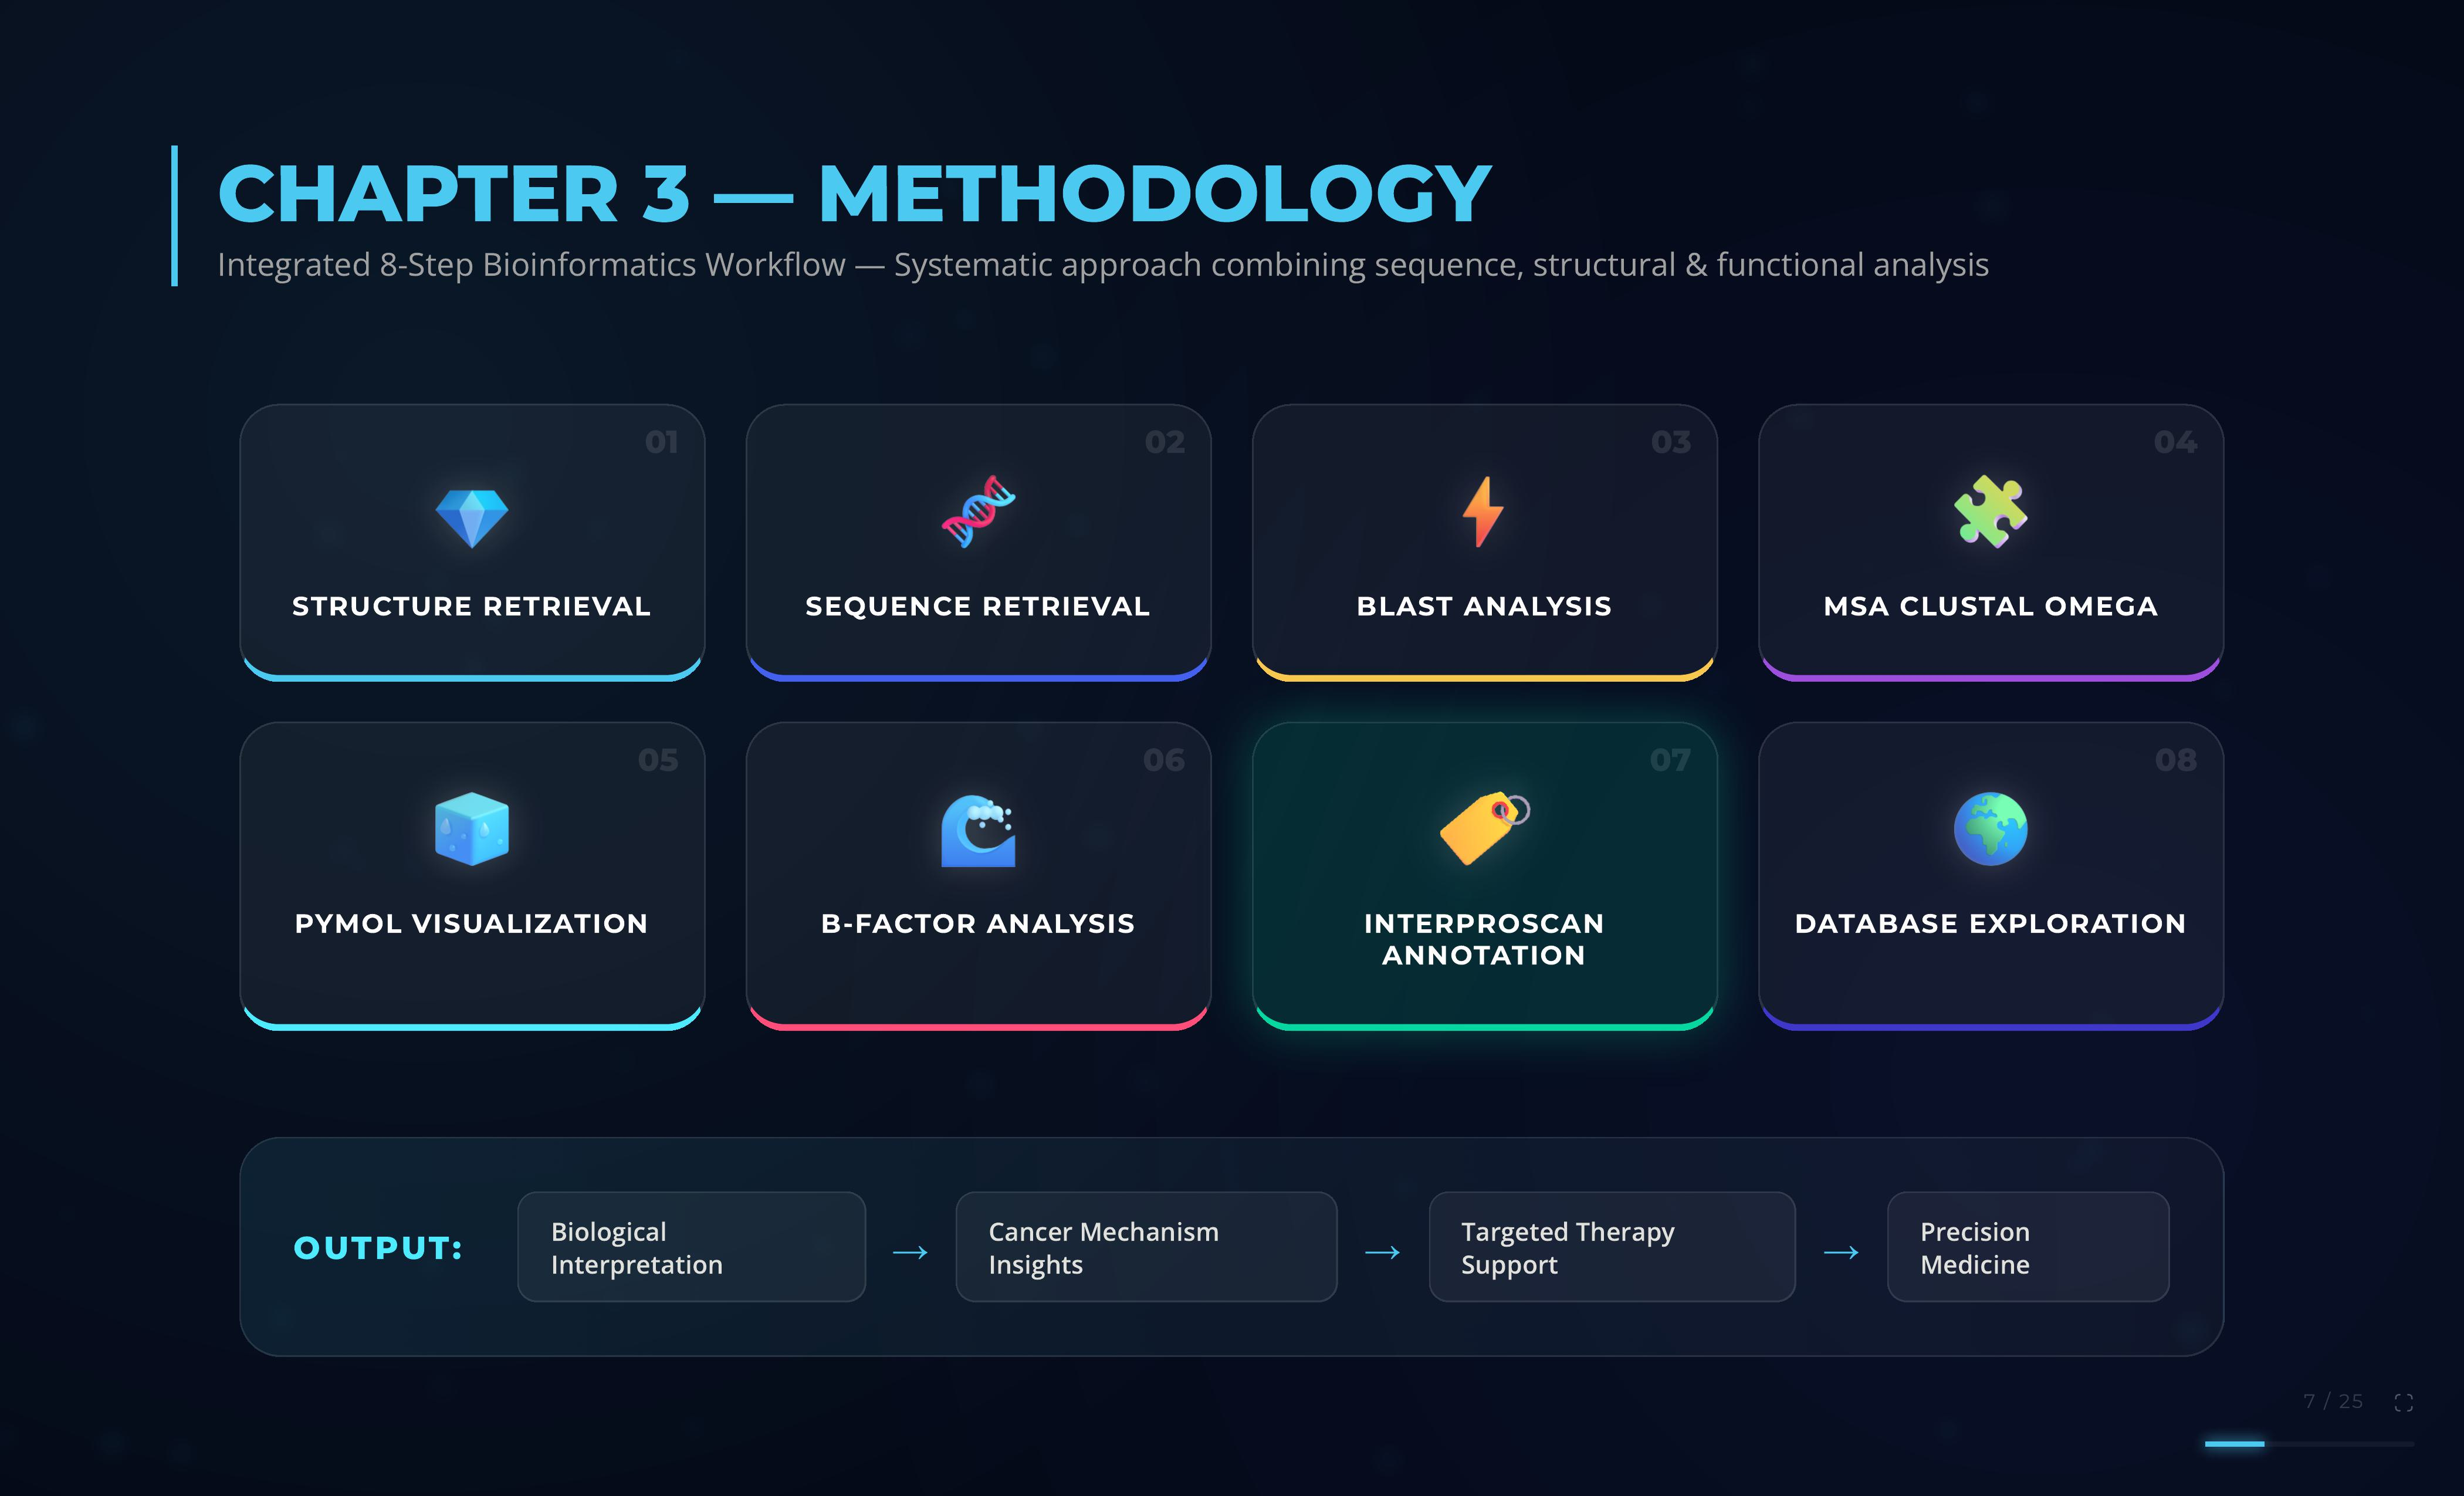 CHAPTER 3 — METHODOLOGY
Integrated 8-Step Bioinformatics Workflow — Systematic approach combining sequence, structural & functional analysis
01
STRUCTURE RETRIEVAL
02
SEQUENCE RETRIEVAL
03
BLAST ANALYSIS
04
MSA CLUSTAL OMEGA
05
PYMOL VISUALIZATION
06
B-FACTOR ANALYSIS
07
INTERPROSCAN
ANNOTATION
08
DATABASE EXPLORATION
OUTPUT:
Biological
Interpretation
→
Cancer Mechanism
Insights
→
Targeted Therapy
Support
→
Precision
Medicine
7 / 25